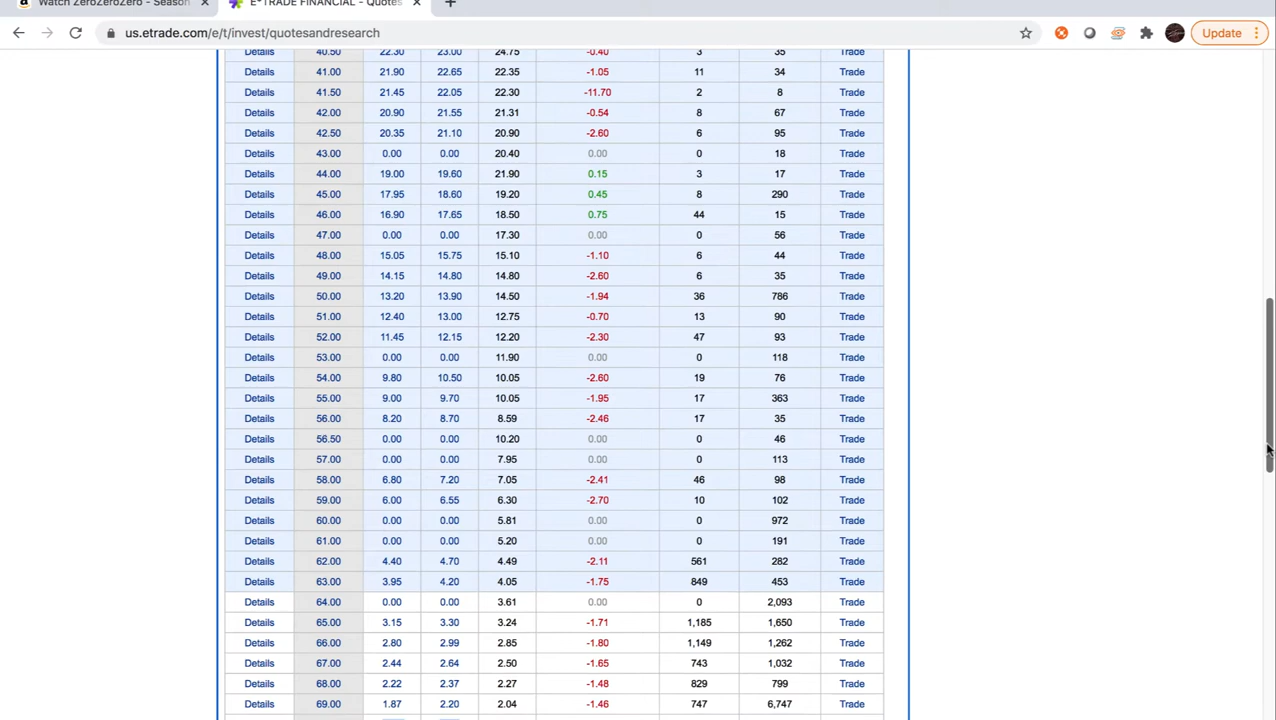 Watch ZeroZeroZero - Season
E*TRADE FINANCIAL - Quotes
us.etrade.com/e/t/invest/quotesandresearch
Update
Details 40.50 22.30 23.00 24.75 -0.40 3 35 Trade
Details 41.00 21.90 22.65 22.35 -1.05 11 34 Trade
Details 41.50 21.45 22.05 22.30 -11.70 2 8 Trade
Details 42.00 20.90 21.55 21.31 -0.54 8 67 Trade
Details 42.50 20.35 21.10 20.90 -2.60 6 95 Trade
Details 43.00 0.00 0.00 20.40 0.00 0 18 Trade
Details 44.00 19.00 19.60 21.90 0.15 3 17 Trade
Details 45.00 17.95 18.60 19.20 0.45 8 290 Trade
Details 46.00 16.90 17.65 18.50 0.75 44 15 Trade
Details 47.00 0.00 0.00 17.30 0.00 0 56 Trade
Details 48.00 15.05 15.75 15.10 -1.10 6 44 Trade
Details 49.00 14.15 14.80 14.80 -2.60 6 35 Trade
Details 50.00 13.20 13.90 14.50 -1.94 36 786 Trade
Details 51.00 12.40 13.00 12.75 -0.70 13 90 Trade
Details 52.00 11.45 12.15 12.20 -2.30 47 93 Trade
Details 53.00 0.00 0.00 11.90 0.00 0 118 Trade
Details 54.00 9.80 10.50 10.05 -2.60 19 76 Trade
Details 55.00 9.00 9.70 10.05 -1.95 17 363 Trade
Details 56.00 8.20 8.70 8.59 -2.46 17 35 Trade
Details 56.50 0.00 0.00 10.20 0.00 0 46 Trade
Details 57.00 0.00 0.00 7.95 0.00 0 113 Trade
Details 58.00 6.80 7.20 7.05 -2.41 46 98 Trade
Details 59.00 6.00 6.55 6.30 -2.70 10 102 Trade
Details 60.00 0.00 0.00 5.81 0.00 0 972 Trade
Details 61.00 0.00 0.00 5.20 0.00 0 191 Trade
Details 62.00 4.40 4.70 4.49 -2.11 561 282 Trade
Details 63.00 3.95 4.20 4.05 -1.75 849 453 Trade
Details 64.00 0.00 0.00 3.61 0.00 0 2,093 Trade
Details 65.00 3.15 3.30 3.24 -1.71 1,185 1,650 Trade
Details 66.00 2.80 2.99 2.85 -1.80 1,149 1,262 Trade
Details 67.00 2.44 2.64 2.50 -1.65 743 1,032 Trade
Details 68.00 2.22 2.37 2.27 -1.48 829 799 Trade
Details 69.00 1.87 2.20 2.04 -1.46 747 6,747 Trade